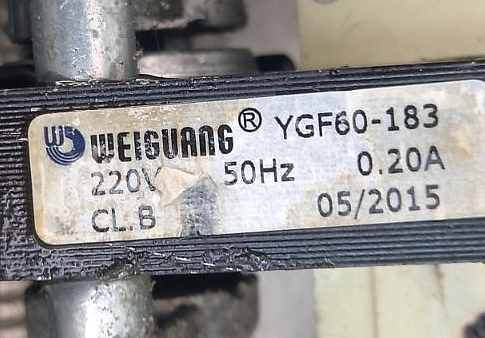 WEIGUANG® YGF60-183
220V 50Hz 0.20A
CL.B 05/2015